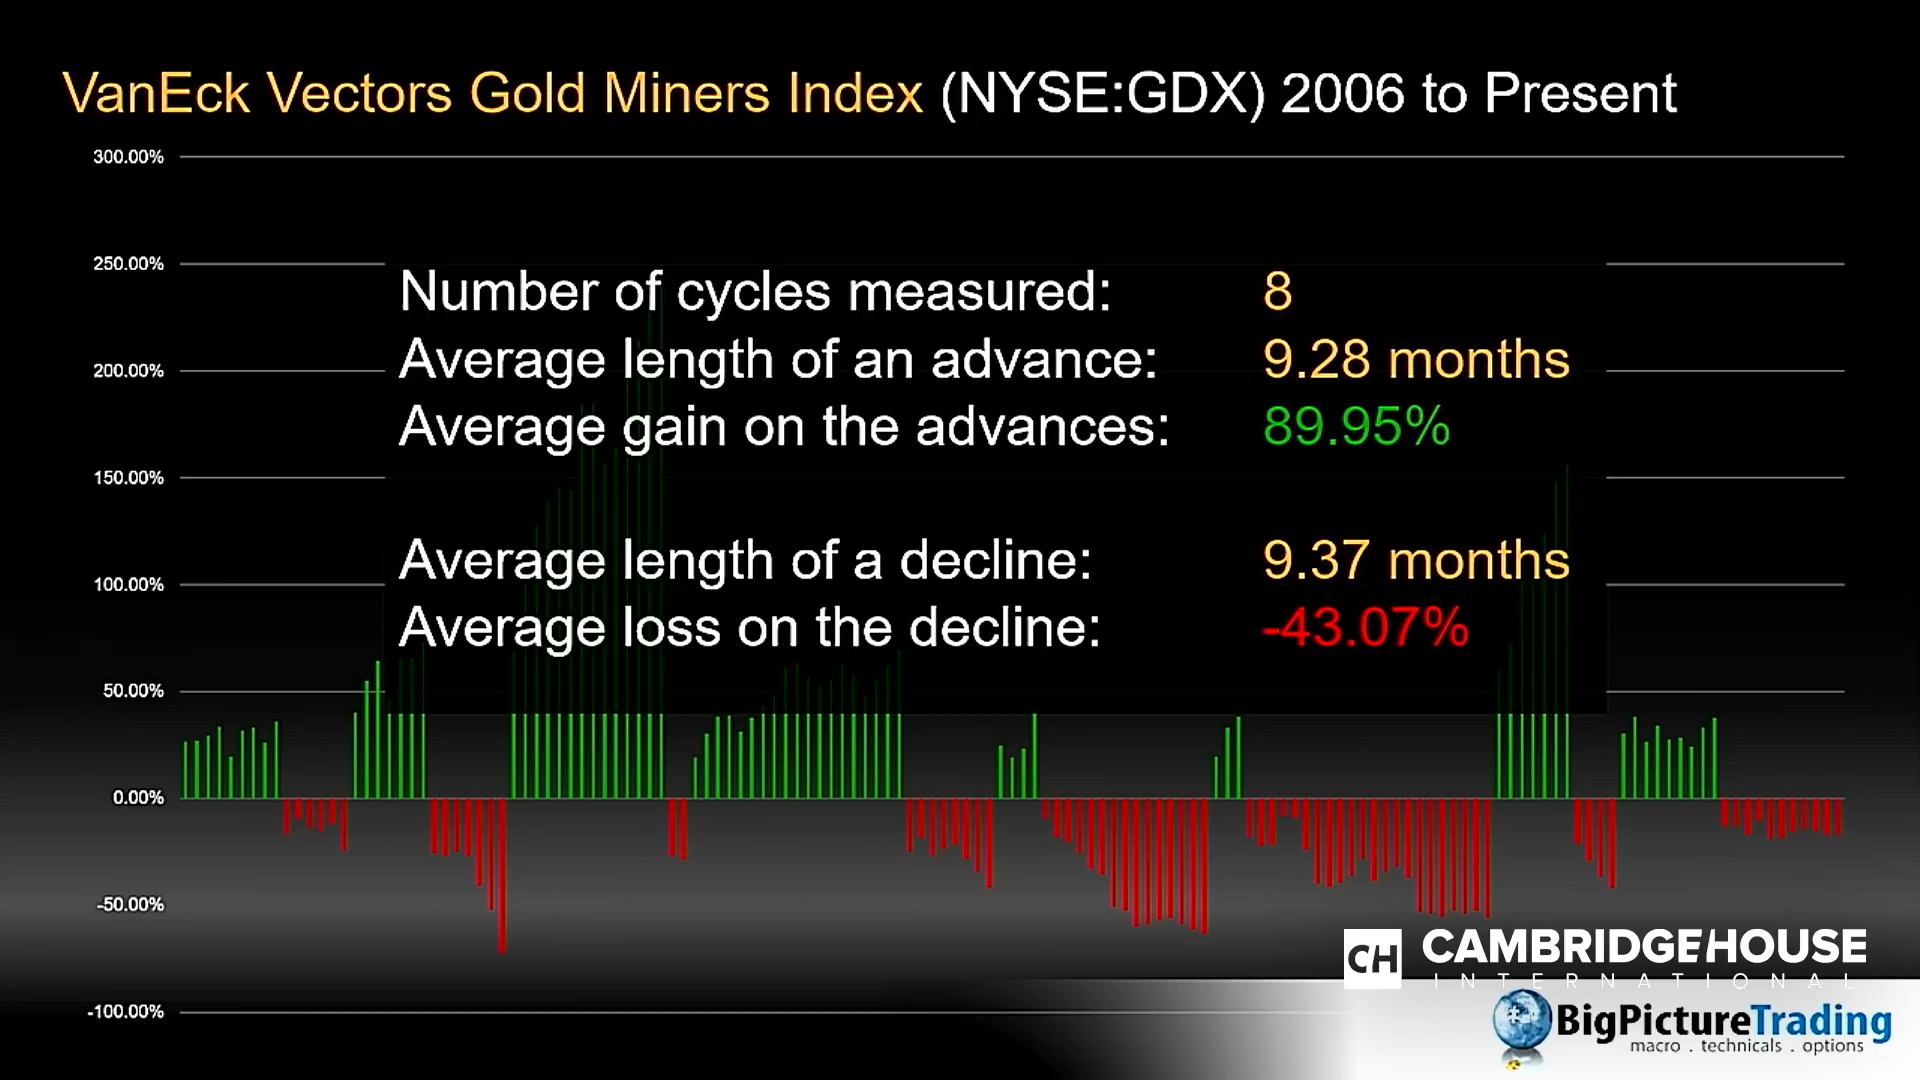 VanEck Vectors Gold Miners Index (NYSE:GDX) 2006 to Present
300.00%
250.00%
Number of cycles measured: 8
Average length of an advance: 9.28 months
200.00%
Average gain on the advances: 89.95%
150.00%
Average length of a decline: 9.37 months
100.00%
Average loss on the decline: -43.07%
50.00%
0.00%
-50.00%
CH CAMBRIDGEHOUSE
INTERNATIONAL
-100.00%
BigPictureTrading
macro . technicals . options